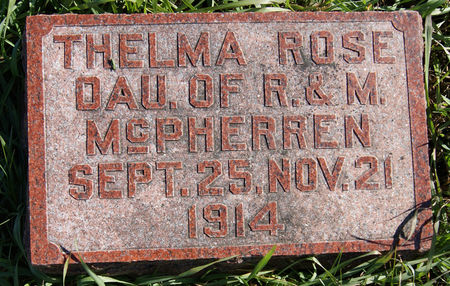 THELMA ROSE
DAU. OF R. & M.
McPHERREN
SEPT. 25, NOV. 21
1914